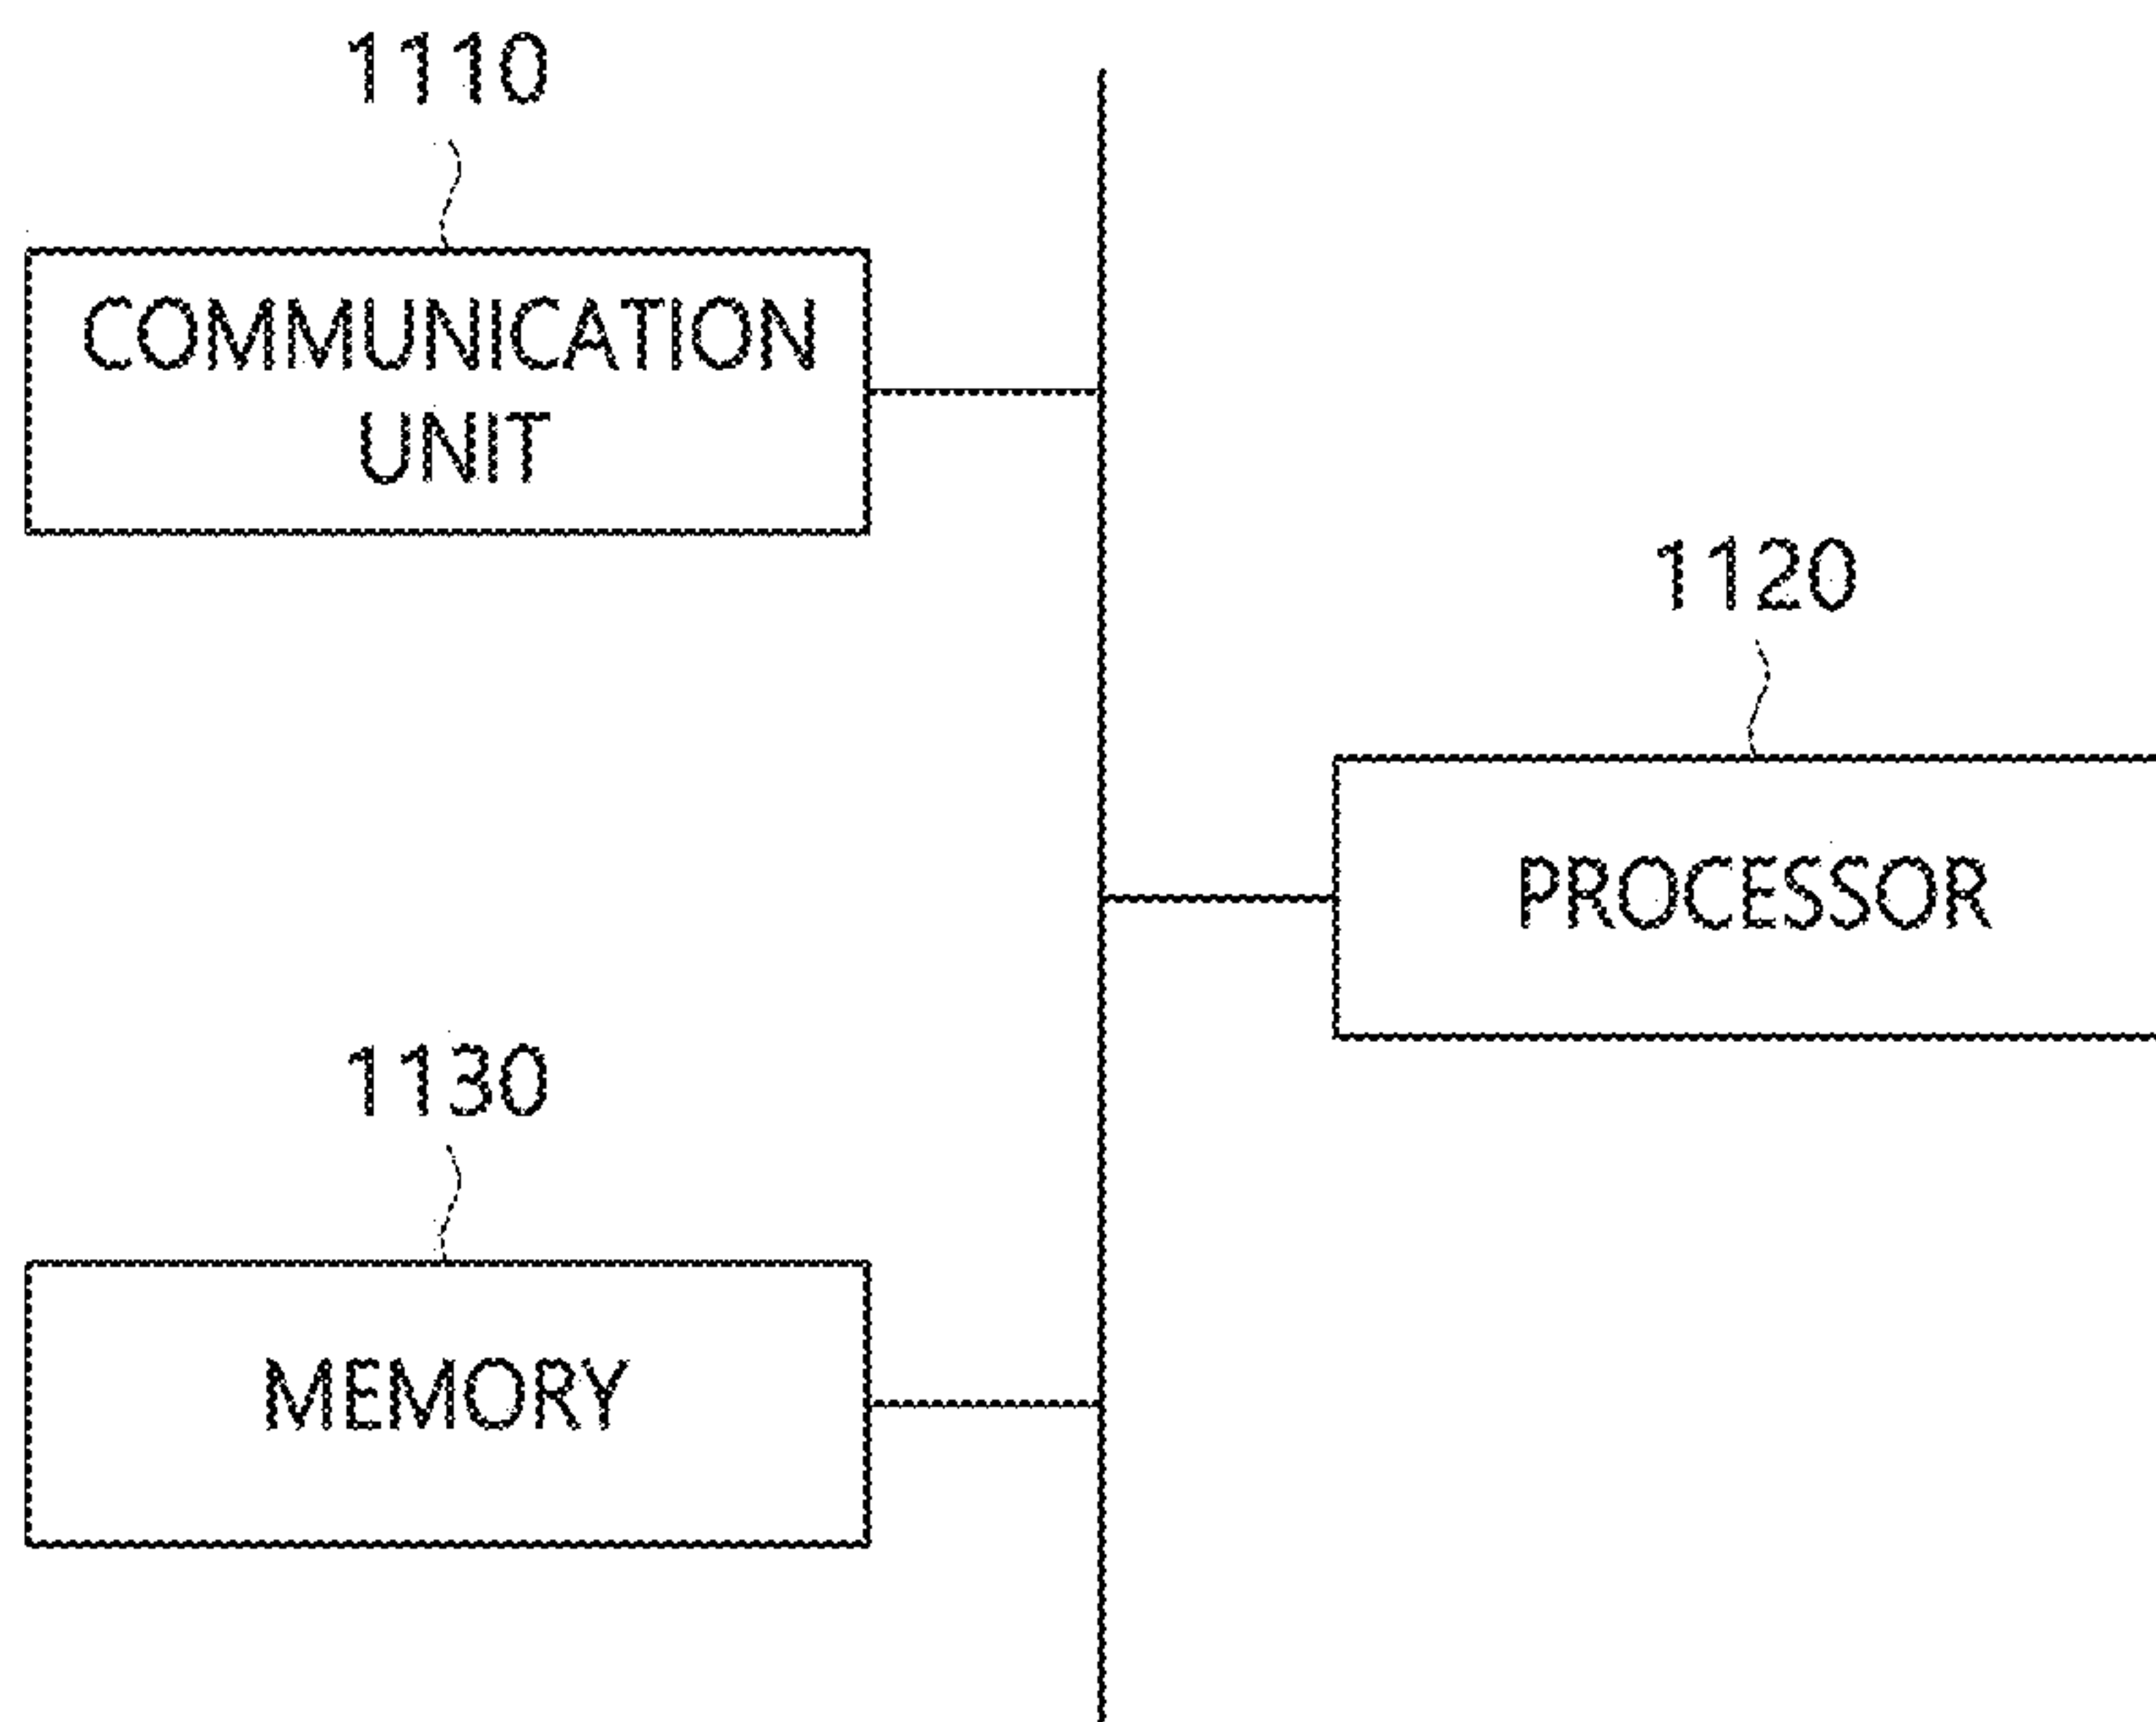 1110
COMMUNICATION
UNIT
1120
PROCESSOR
1130
MEMORY